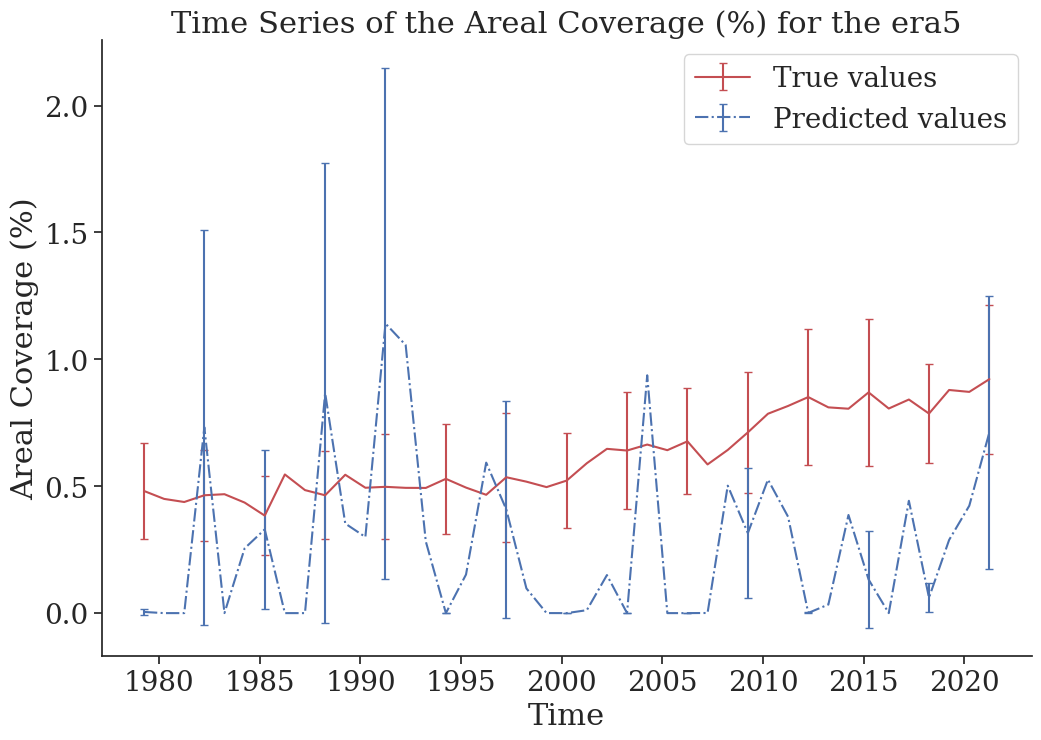 Time Series of the Areal Coverage (%) for the era5
True values
Predicted values
Areal Coverage (%)
2.0
1.5
1.0
0.5
0.0
1980 1985 1990 1995 2000 2005 2010 2015 2020
Time